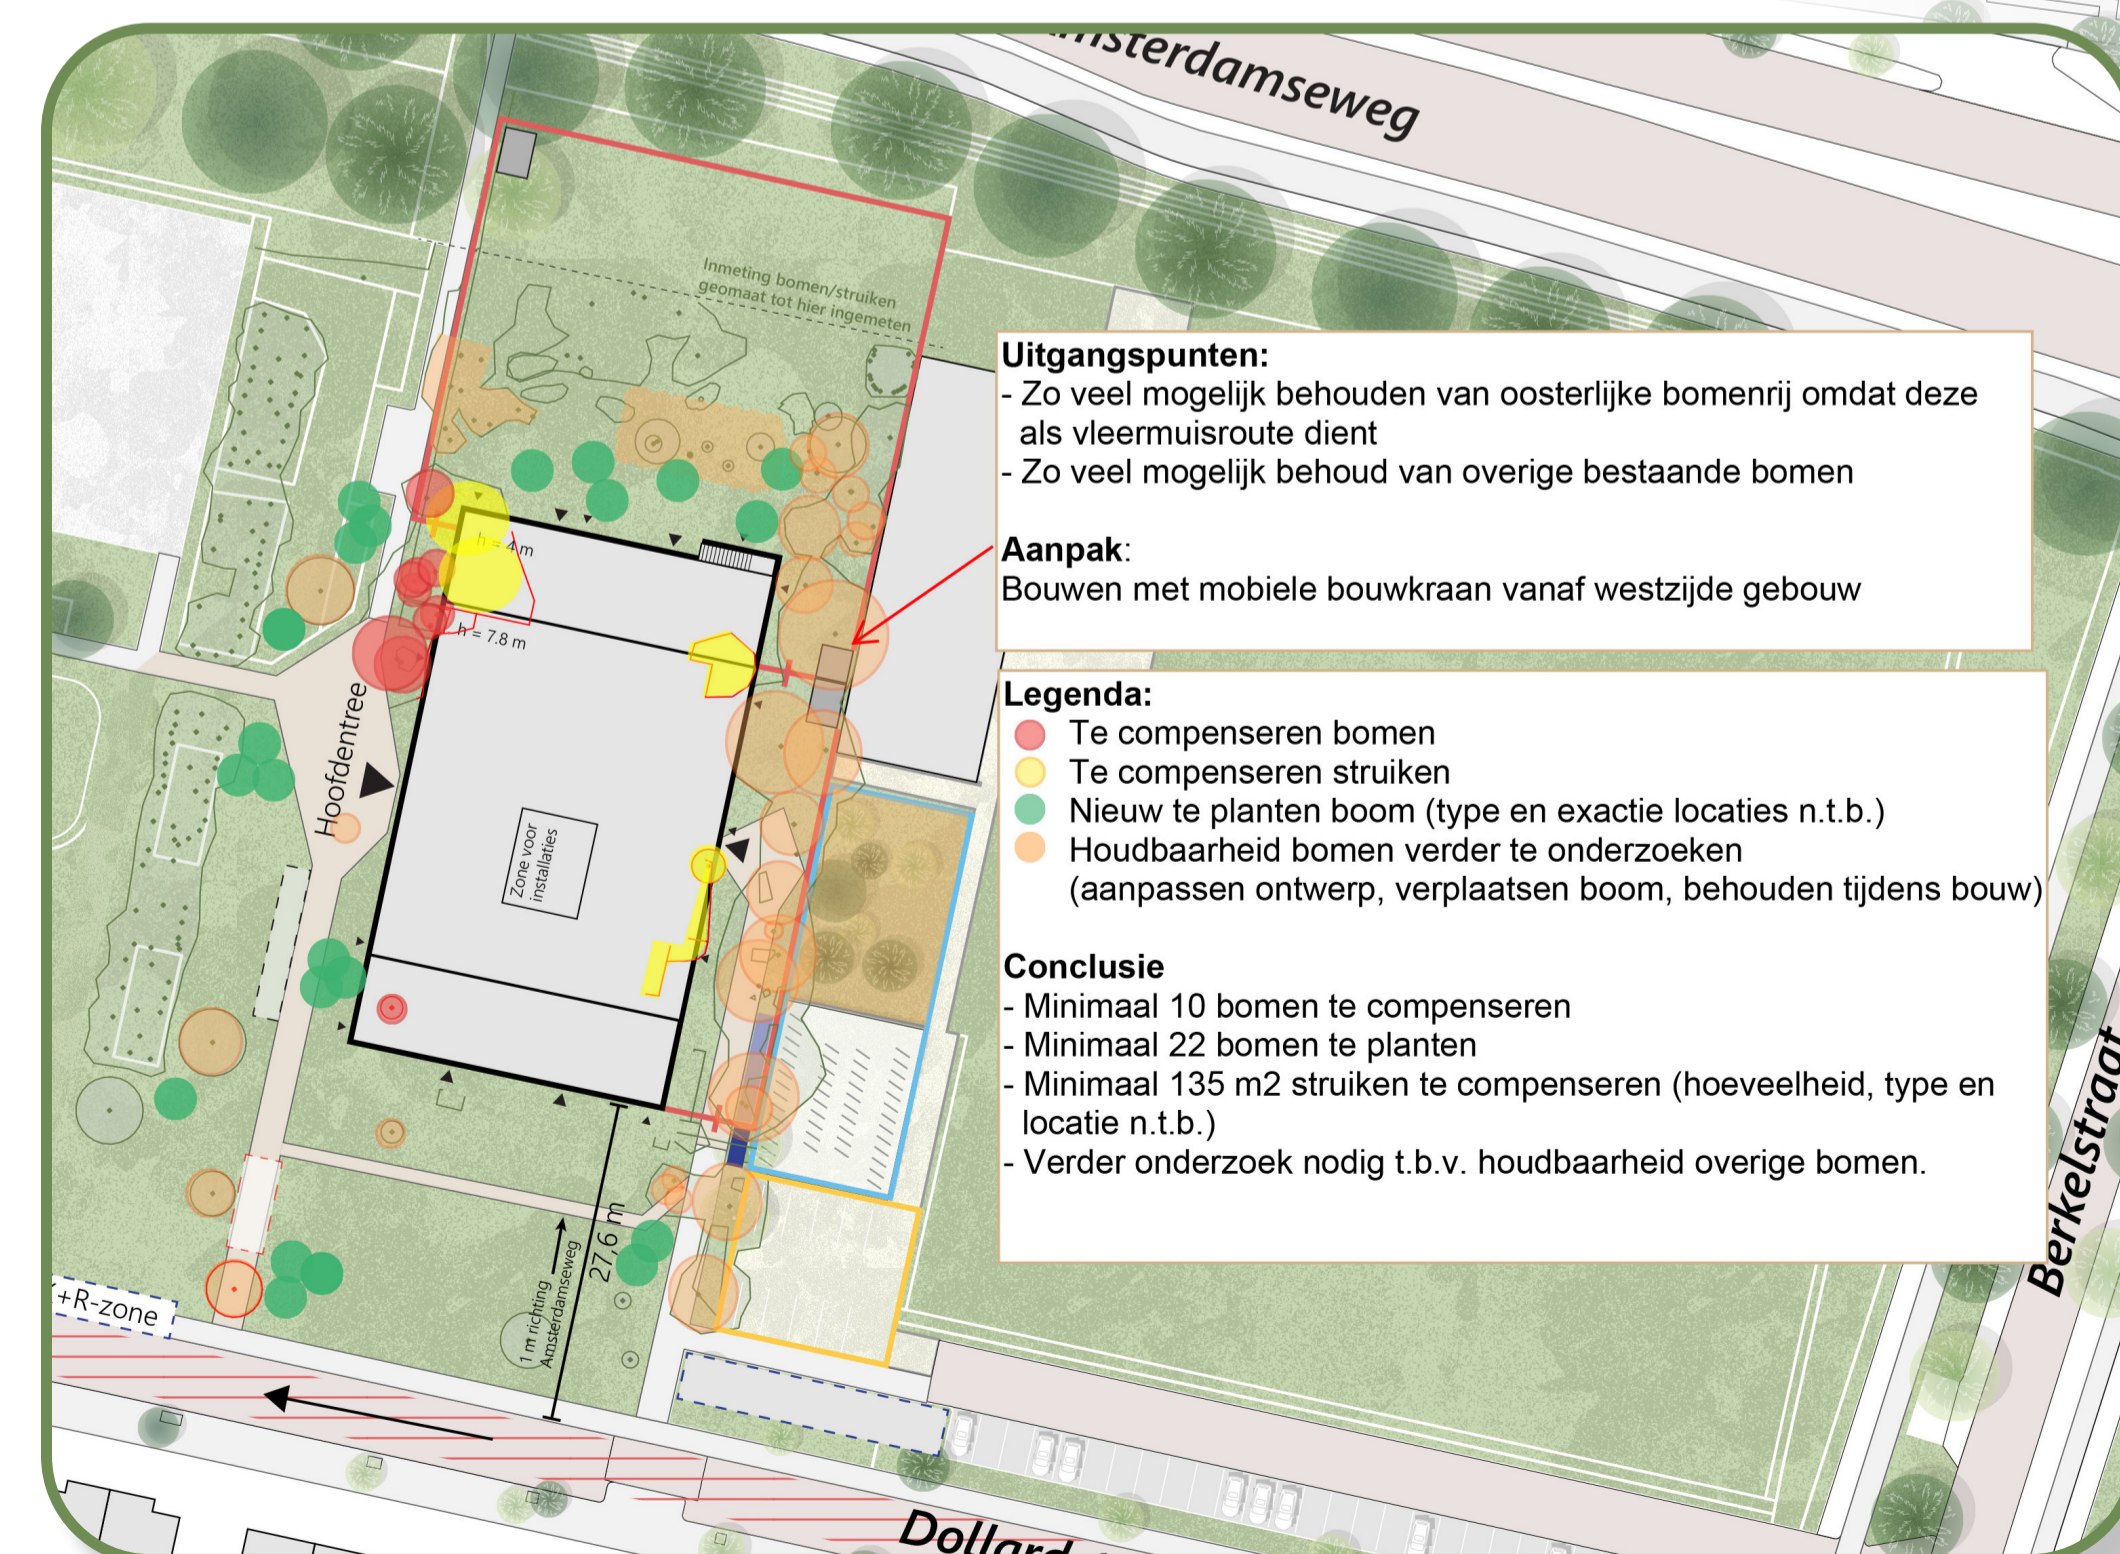 msterdamseweg
Inmeting bomen/struiken
geomaat tot hier ingemeten
Uitgangspunten:
- Zo veel mogelijk behouden van oosterlijke bomenrij omdat deze
als vleermuisroute dient
- Zo veel mogelijk behoud van overige bestaande bomen
Aanpak:
Bouwen met mobiele bouwkraan vanaf westzijde gebouw
h = 4 m
h = 7.8 m
Hoofdentree
Zone voor
installaties
Legenda:
Te compenseren bomen
Te compenseren struiken
Nieuw te planten boom (type en exactie locaties n.t.b.)
Houdbaarheid bomen verder te onderzoeken
(aanpassen ontwerp, verplaatsen boom, behouden tijdens bouw)
Conclusie
- Minimaal 10 bomen te compenseren
- Minimaal 22 bomen te planten
- Minimaal 135 m2 struiken te compenseren (hoeveelheid, type en
locatie n.t.b.)
- Verder onderzoek nodig t.b.v. houdbaarheid overige bomen.
27,6 m
1 m richting
Amsterdamseweg
+R-zone
Berkelstraat
Dollard